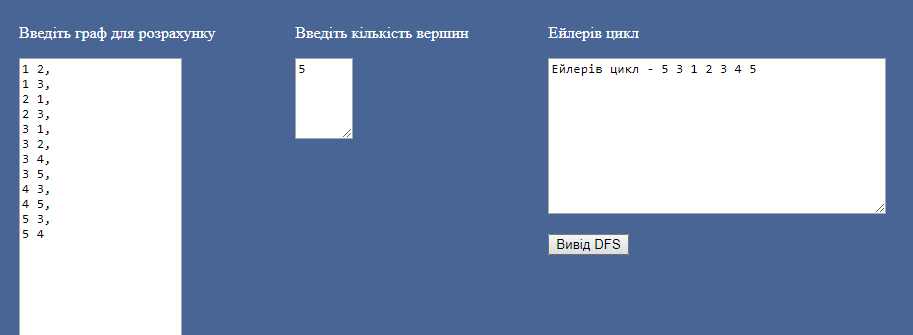 Введіть граф для розрахунку
1 2,
1 3,
2 1,
2 3,
3 1,
3 2,
3 4,
3 5,
4 3,
4 5,
5 3,
5 4
Введіть кількість вершин
5
Ейлерів цикл
Ейлерів цикл - 5 3 1 2 3 4 5
Вивід DFS